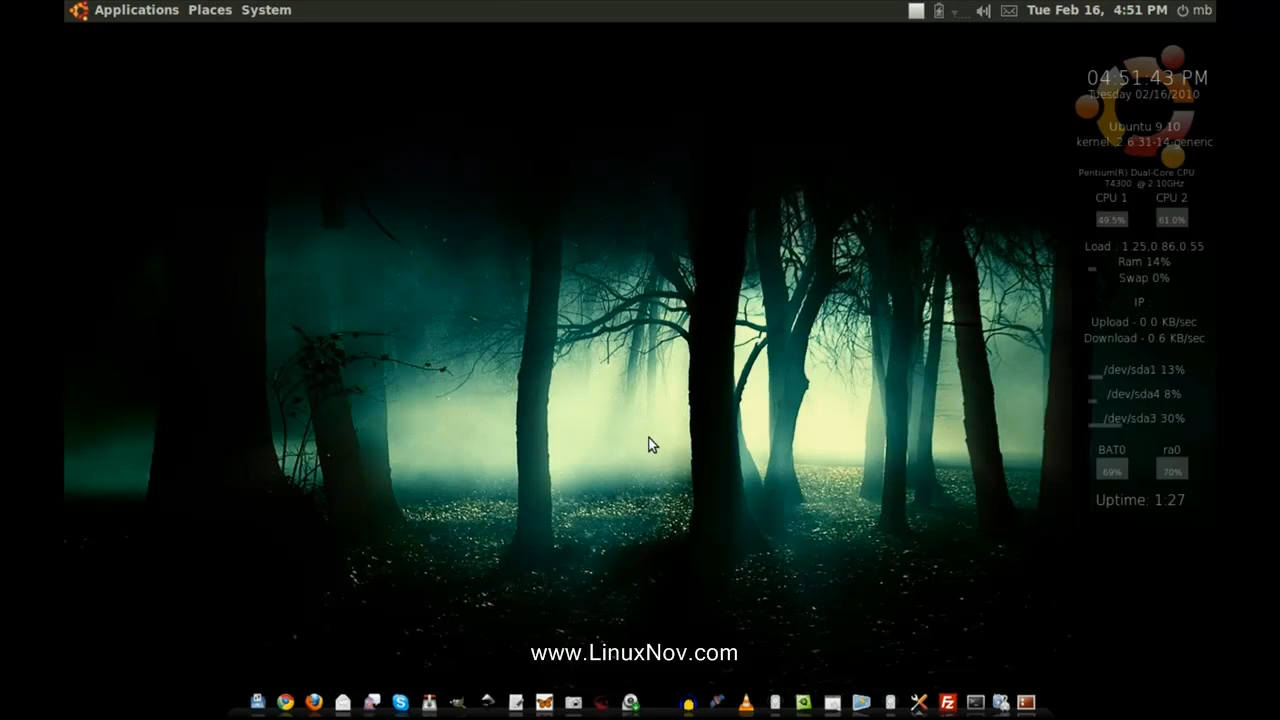 Applications Places System
Tue Feb 16, 4:51 PM mb
04:51:43 PM
Tuesday 02/16/2010
Ubuntu 9.10
kernel 2.6.31-14-generic
Pentium(R) Dual-Core CPU
T4300 @ 2.10GHz
CPU 1 CPU 2
49.5% 61.0%
Load : 1.25,0.86,0.55
Ram 14%
Swap 0%
IP :
Upload - 0.0 KB/sec
Download - 0.6 KB/sec
/dev/sda1 13%
/dev/sda4 8%
/dev/sda3 30%
BAT0 ra0
69% 70%
Uptime: 1:27
www.LinuxNov.com
FZ